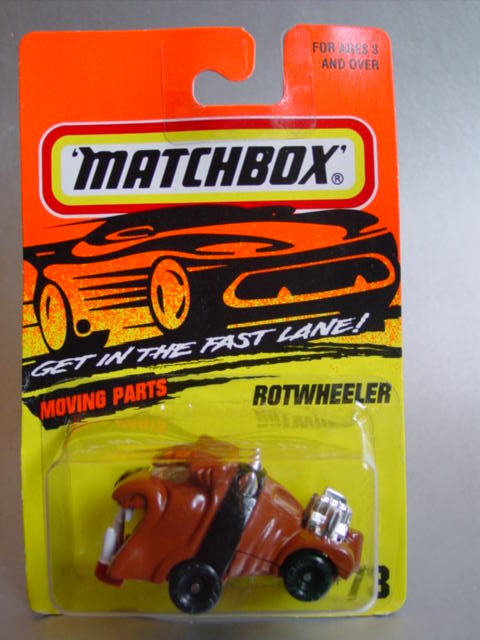 FOR AGES 3
AND OVER
'MATCHBOX'®
GET IN THE FAST LANE!
MOVING PARTS
ROTWHEELER
73